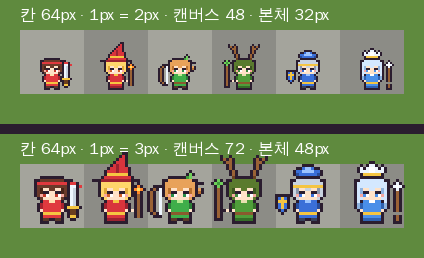 칸 64px · 1px = 2px · 캔버스 48 · 본체 32px
칸 64px · 1px = 3px · 캔버스 72 · 본체 48px